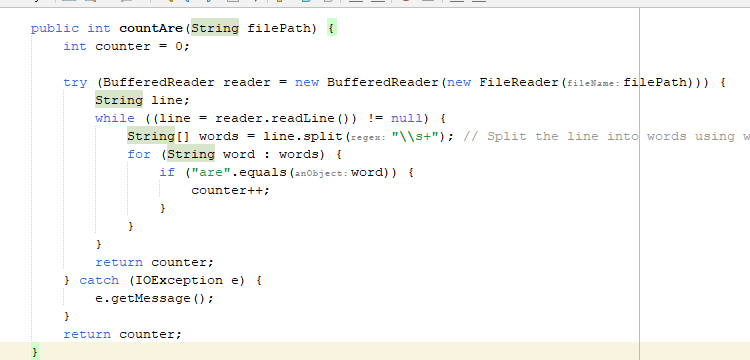 public int countAre(String filePath) {
int counter = 0;
try (BufferedReader reader = new BufferedReader(new FileReader(fileName: filePath))) {
String line;
while ((line = reader.readLine()) != null) {
String[] words = line.split(regex: "\\s+"); // Split the line into words using w
for (String word : words) {
if ("are".equals(anObject: word)) {
counter++;
}
}
}
return counter;
} catch (IOException e) {
e.getMessage();
}
return counter;
}